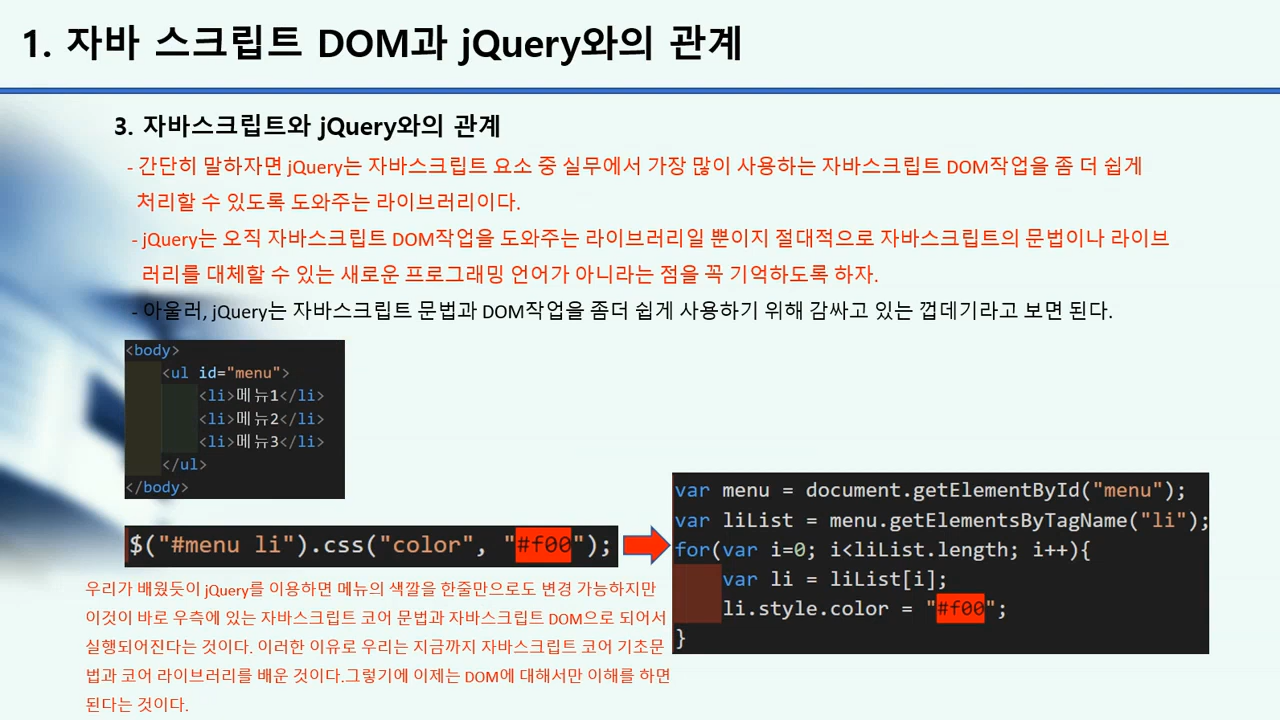 1. 자바 스크립트 DOM과 jQuery와의 관계
3. 자바스크립트와 jQuery와의 관계
- 간단히 말하자면 jQuery는 자바스크립트 요소 중 실무에서 가장 많이 사용하는 자바스크립트 DOM작업을 좀 더 쉽게
처리할 수 있도록 도와주는 라이브러리이다.
- jQuery는 오직 자바스크립트 DOM작업을 도와주는 라이브러리일 뿐이지 절대적으로 자바스크립트의 문법이나 라이브
러리를 대체할 수 있는 새로운 프로그래밍 언어가 아니라는 점을 꼭 기억하도록 하자.
- 아울러, jQuery는 자바스크립트 문법과 DOM작업을 좀더 쉽게 사용하기 위해 감싸고 있는 껍데기라고 보면 된다.
<body>
<ul id="menu">
<li>메뉴1</li>
<li>메뉴2</li>
<li>메뉴3</li>
</ul>
</body>
$("#menu li").css("color", "#f00");
var menu = document.getElementById("menu");
var liList = menu.getElementsByTagName("li");
for(var i=0; i<liList.length; i++){
var li = liList[i];
li.style.color = "#f00";
}
우리가 배웠듯이 jQuery를 이용하면 메뉴의 색깔을 한줄만으로도 변경 가능하지만
이것이 바로 우측에 있는 자바스크립트 코어 문법과 자바스크립트 DOM으로 되어서
실행되어진다는 것이다. 이러한 이유로 우리는 지금까지 자바스크립트 코어 기초문
법과 코어 라이브러리를 배운 것이다.그렇기에 이제는 DOM에 대해서만 이해를 하면
된다는 것이다.